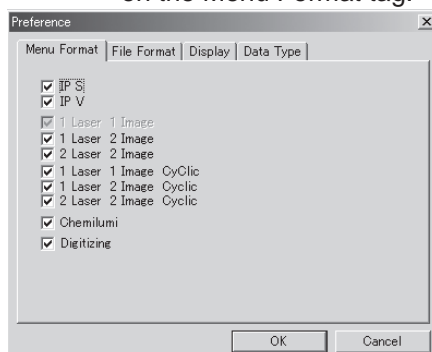 on the Menu Format tag.
Preference
Menu Format File Format Display Data Type
IP S
IP V
1 Laser 1 Image
1 Laser 2 Image
2 Laser 2 Image
1 Laser 1 Image CyClic
1 Laser 2 Image Cyclic
2 Laser 2 Image Cyclic
Chemilumi
Digitizing
OK Cancel